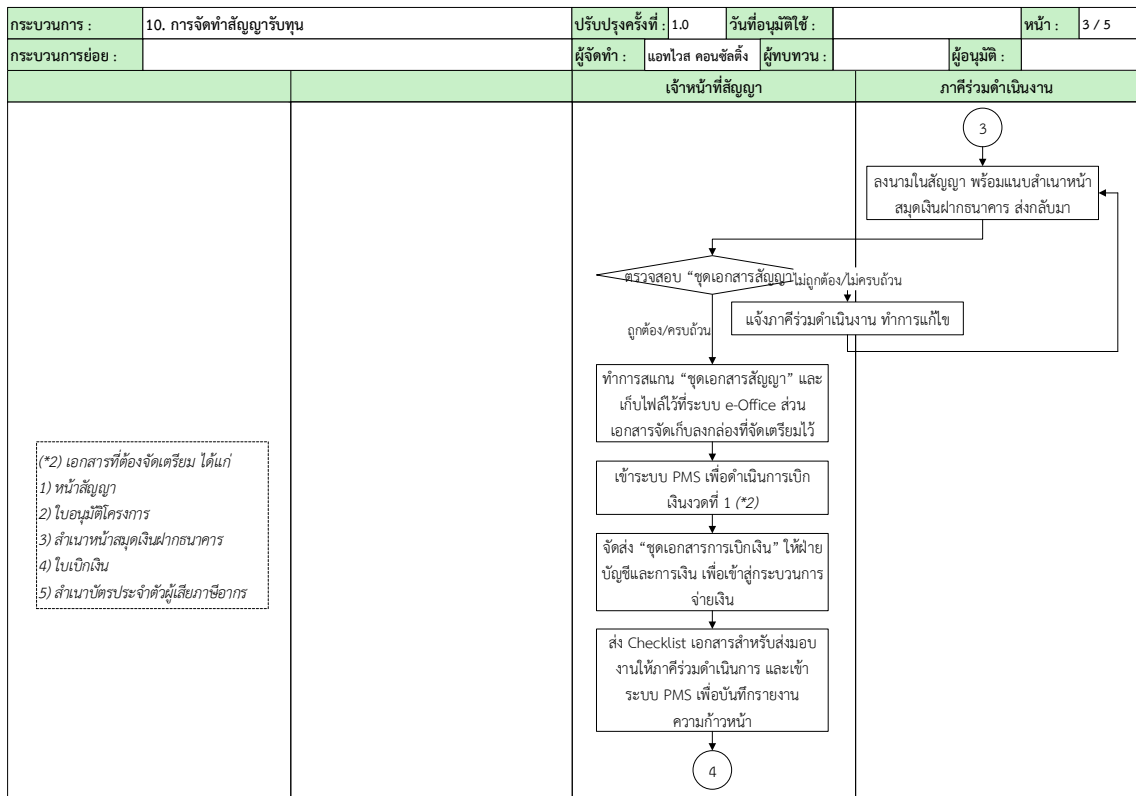 กระบวนการ : 10. การจัดทำสัญญารับทุน ปรับปรุงครั้งที่ : 1.0 วันที่อนุมัติใช้ : หน้า : 3 / 5
กระบวนการย่อย : ผู้จัดทำ : แอทไวส คอนซัลติ้ง ผู้ทบทวน : ผู้อนุมัติ :
เจ้าหน้าที่สัญญา ภาคีร่วมดำเนินงาน
3
ลงนามในสัญญา พร้อมแนบสำเนาหน้า
สมุดเงินฝากธนาคาร ส่งกลับมา
ตรวจสอบ “ชุดเอกสารสัญญา
ไม่ถูกต้อง/ไม่ครบถ้วน
แจ้งภาคีร่วมดำเนินงาน ทำการแก้ไข
ถูกต้อง/ครบถ้วน
ทำการสแกน “ชุดเอกสารสัญญา” และ
เก็บไฟล์ไว้ที่ระบบ e-Office ส่วน
เอกสารจัดเก็บลงกล่องที่จัดเตรียมไว้
(*2) เอกสารที่ต้องจัดเตรียม ได้แก่
1) หน้าสัญญา
2) ใบอนุมัติโครงการ
3) สำเนาหน้าสมุดเงินฝากธนาคาร
4) ใบเบิกเงิน
5) สำเนาบัตรประจำตัวผู้เสียภาษีอากร
เข้าระบบ PMS เพื่อดำเนินการเบิก
เงินงวดที่ 1 (*2)
จัดส่ง “ชุดเอกสารการเบิกเงิน” ให้ฝ่าย
บัญชีและการเงิน เพื่อเข้าสู่กระบวนการ
จ่ายเงิน
ส่ง Checklist เอกสารสำหรับส่งมอบ
งานให้ภาคีร่วมดำเนินการ และเข้า
ระบบ PMS เพื่อบันทึกรายงาน
ความก้าวหน้า
4